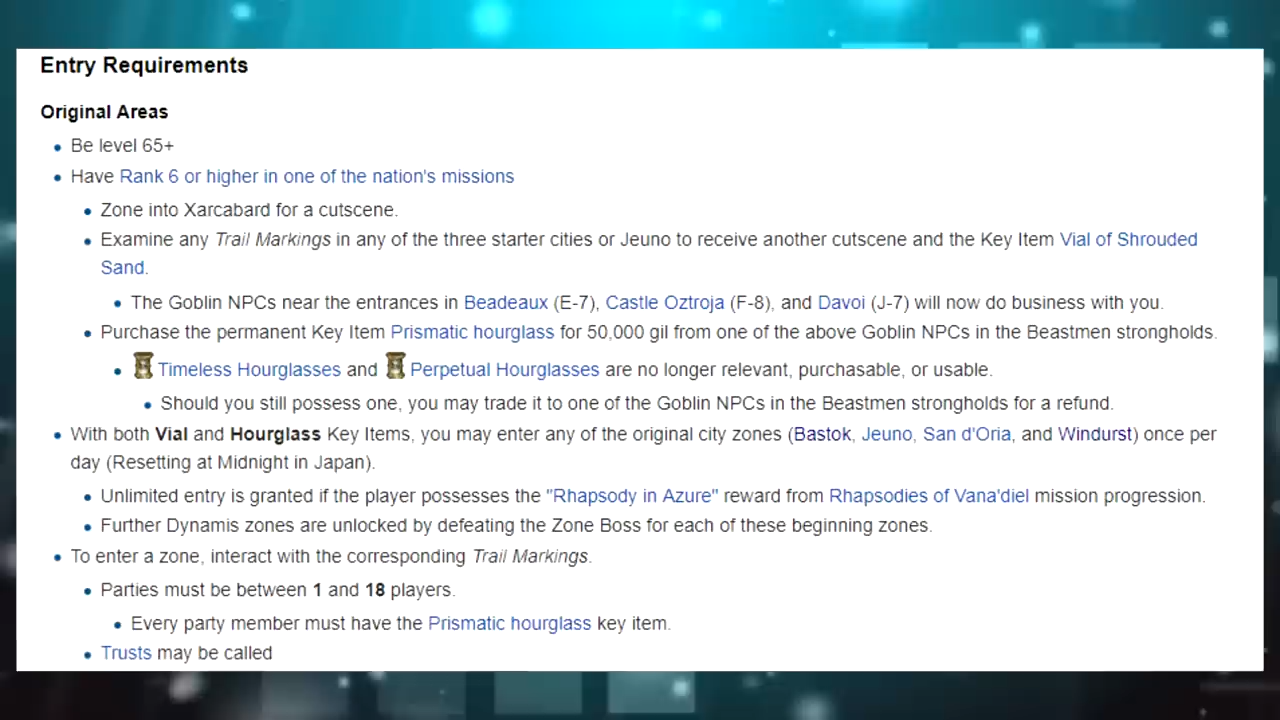 Entry Requirements
Original Areas
Be level 65+
Have Rank 6 or higher in one of the nation's missions
Zone into Xarcabard for a cutscene.
Examine any Trail Markings in any of the three starter cities or Jeuno to receive another cutscene and the Key Item Vial of Shrouded
Sand.
The Goblin NPCs near the entrances in Beadeaux (E-7), Castle Oztroja (F-8), and Davoi (J-7) will now do business with you.
Purchase the permanent Key Item Prismatic hourglass for 50,000 gil from one of the above Goblin NPCs in the Beastmen strongholds.
Timeless Hourglasses and Perpetual Hourglasses are no longer relevant, purchasable, or usable.
Should you still possess one, you may trade it to one of the Goblin NPCs in the Beastmen strongholds for a refund.
With both Vial and Hourglass Key Items, you may enter any of the original city zones (Bastok, Jeuno, San d'Oria, and Windurst) once per
day (Resetting at Midnight in Japan).
Unlimited entry is granted if the player possesses the "Rhapsody in Azure" reward from Rhapsodies of Vana'diel mission progression.
Further Dynamis zones are unlocked by defeating the Zone Boss for each of these beginning zones.
To enter a zone, interact with the corresponding Trail Markings.
Parties must be between 1 and 18 players.
Every party member must have the Prismatic hourglass key item.
Trusts may be called